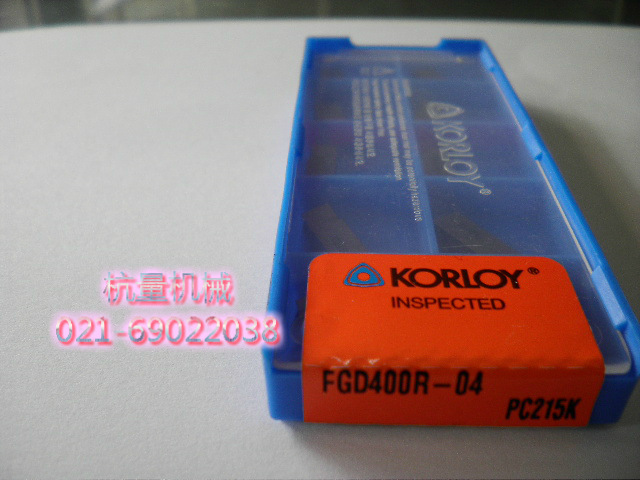 KORLOY®
KORLOY®
INSPECTED
FGD400R-04
PC215K
杭量机械
021-69022038